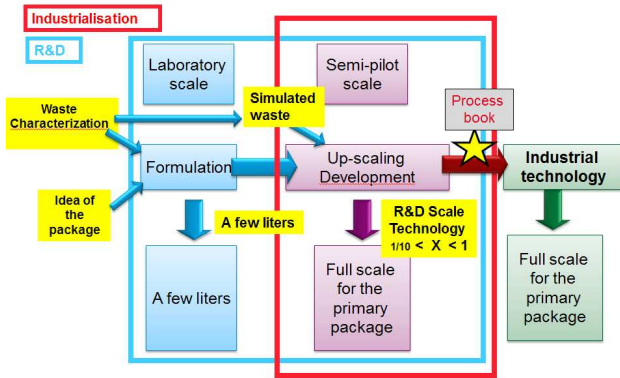 Industrialisation
R&D
Laboratory
scale
Semi-pilot
scale
Waste
Characterization
Simulated
waste
Process
book
Formulation
Up-scaling
Development
Industrial
technology
Idea of
the
package
A few liters
R&D Scale
Technology
1/10 < X < 1
A few liters
Full scale
for the
primary
package
Full scale
for the
primary
package